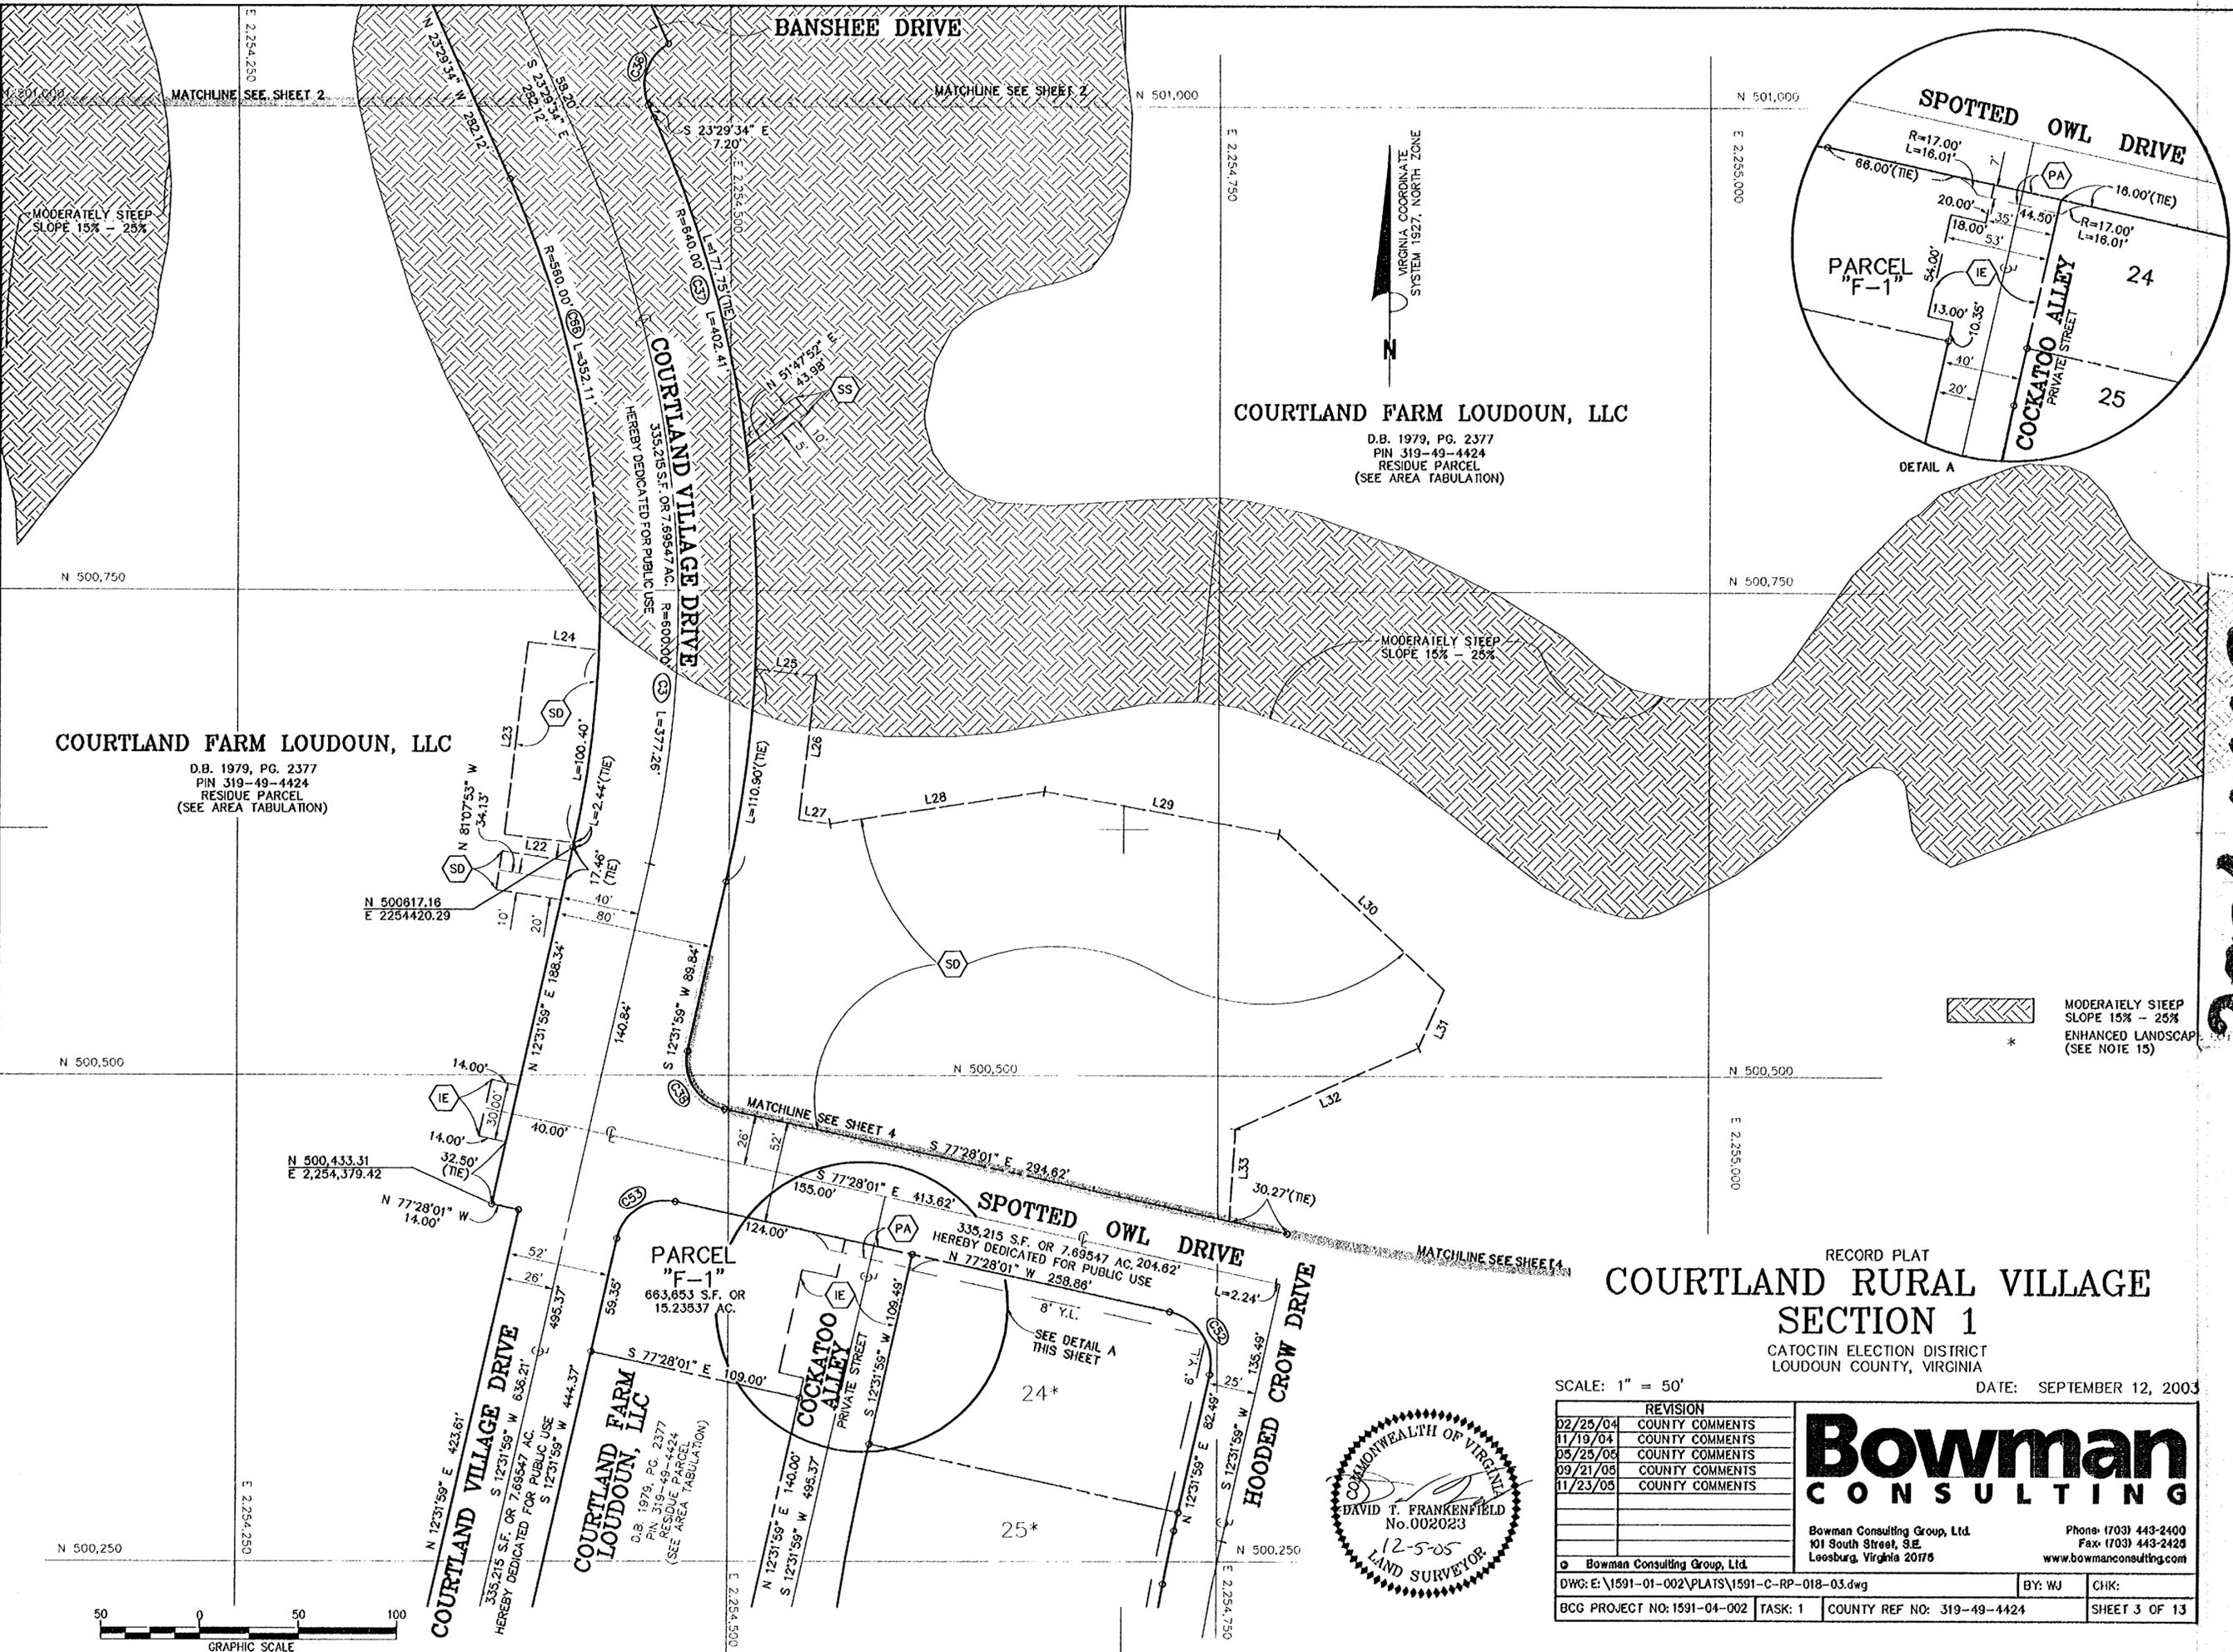 BANSHEE DRIVE
E 2,254,250
N 23°29'34" W 282.12'
58.20'
S 23°29'34" E
282.12'
C36
MATCHLINE SEE SHEET 2
MATCHLINE SEE SHEET 2
N 501,000
N 501,000
S 23°29'34" E
7.20'
E 2,254,500
E 2,254,750
E 2,255,000
VIRGINIA COORDINATE
SYSTEM 1927, NORTH ZONE
N
MODERATELY STEEP
SLOPE 15% - 25%
R=560.00' C66 L=352.11'
R=640.00' C37 L=402.41'
L=177.75'(TIE)
N 51°47'52" E
43.98'
SS
10'
5'
COURTLAND VILLAGE DRIVE
335,215 S.F. OR 7.69547 AC.
HEREBY DEDICATED FOR PUBLIC USE
R=600.00' C3 L=377.26'
COURTLAND FARM LOUDOUN, LLC
D.B. 1979, PG. 2377
PIN 319-49-4424
RESIDUE PARCEL
(SEE AREA TABULATION)
SPOTTED OWL DRIVE
R=17.00'
L=16.01'
7'
66.00'(TIE)
PA
16.00'(TIE)
20.00'
35'
44.50'
R=17.00'
L=16.01'
18.00'
53'
PARCEL
"F-1"
54.00'
IE
24
13.00'
10.35'
40'
20'
COCKATOO ALLEY
PRIVATE STREET
25
DETAIL A
N 500,750
N 500,750
MODERATELY STEEP
SLOPE 15% - 25%
L24
L25
L23
SD
L26
L=100.40'
L=2.44'(TIE)
L=110.90'(TIE)
L27
L28
L29
COURTLAND FARM LOUDOUN, LLC
D.B. 1979, PG. 2377
PIN 319-49-4424
RESIDUE PARCEL
(SEE AREA TABULATION)
N 81°07'53" W
34.13'
L22
SD
17.46'
(TIE)
N 500617.16
E 2254420.29
10'
20'
40'
80'
L30
SD
L31
L32
L33
N 12°31'59" E 188.34'
140.84'
S 12°31'59" W 89.84'
C38
MODERATELY STEEP
SLOPE 15% - 25%
* ENHANCED LANDSCAP
(SEE NOTE 15)
N 500,500
N 500,500
N 500,500
14.00'
IE
30.00'
14.00'
32.50'
(TIE)
40.00'
26'
52'
MATCHLINE SEE SHEET 4
S 77°28'01" E 294.62'
30.27'(TIE)
E 2,255,000
N 500,433.31
E 2,254,379.42
N 77°28'01" W
14.00'
C53
S 77°28'01" E 413.62'
155.00'
SPOTTED OWL DRIVE
335,215 S.F. OR 7.69547 AC. 204.62'
HEREBY DEDICATED FOR PUBLIC USE
N 77°28'01" W 258.86'
MATCHLINE SEE SHEET 4
124.00'
PA
PARCEL
"F-1"
663,653 S.F. OR
15.23537 AC.
IE
52'
26'
59.35'
495.37'
S 12°31'59" W 109.49'
8' Y.L.
L=2.24'
C52
SEE DETAIL A
THIS SHEET
6' Y.L.
25'
135.49'
S 77°28'01" E 109.00'
COCKATOO
ALLEY
PRIVATE STREET
24*
25*
N 12°31'59" E 82.49'
S 12°31'59" W
HOODED CROW DRIVE
N 12°31'59" E 423.61'
COURTLAND VILLAGE DRIVE
S 12°31'59" W 636.21'
335,215 S.F. OR 7.69547 AC.
HEREBY DEDICATED FOR PUBLIC USE
S 12°31'59" W 444.37'
COURTLAND FARM
LOUDOUN, LLC
D.B. 1979, PG. 2377
PIN 319-49-4424
RESIDUE PARCEL
(SEE AREA TABULATION)
N 12°31'59" E 140.00'
S 12°31'59" W 495.37'
E 2,254,250
N 500,250
N 500,250
E 2,254,500
E 2,254,750
50 0 50 100
GRAPHIC SCALE
COMMONWEALTH OF VIRGINIA
DAVID T. FRANKENFIELD
No.002023
12-5-05
LAND SURVEYOR
RECORD PLAT
COURTLAND RURAL VILLAGE
SECTION 1
CATOCTIN ELECTION DISTRICT
LOUDOUN COUNTY, VIRGINIA
SCALE: 1" = 50'
DATE: SEPTEMBER 12, 2003
REVISION
02/25/04 COUNTY COMMENTS
11/19/04 COUNTY COMMENTS
05/25/05 COUNTY COMMENTS
09/21/05 COUNTY COMMENTS
11/23/05 COUNTY COMMENTS
© Bowman Consulting Group, Ltd.
Bowman
CONSULTING
Bowman Consulting Group, Ltd.
101 South Street, S.E.
Leesburg, Virginia 20175
Phone: (703) 443-2400
Fax: (703) 443-2425
www.bowmanconsulting.com
DWG: E:\1591-01-002\PLATS\1591-C-RP-018-03.dwg
BY: WJ
CHK:
BCG PROJECT NO: 1591-04-002
TASK: 1
COUNTY REF NO: 319-49-4424
SHEET 3 OF 13